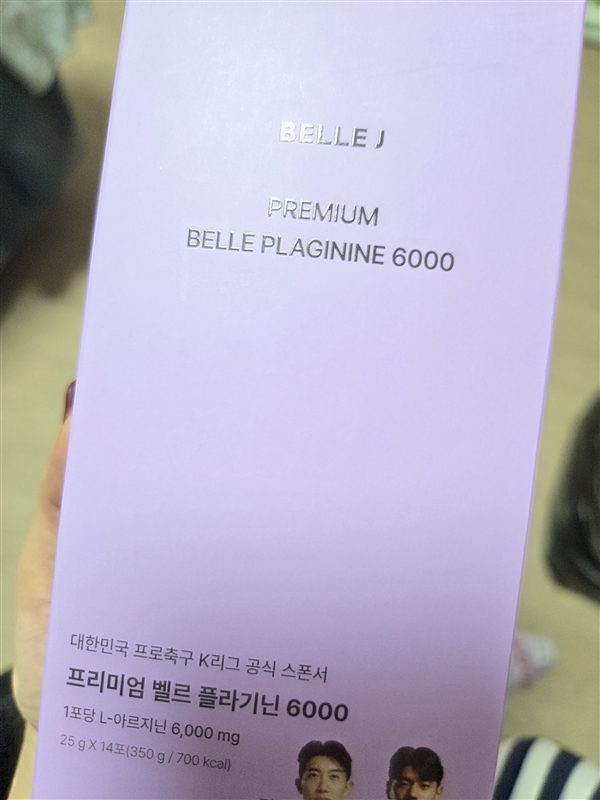 BELLE J
PREMIUM
BELLE PLAGININE 6000
대한민국 프로축구 K리그 공식 스폰서
프리미엄 벨르 플라기닌 6000
1포당 L-아르지닌 6,000 mg
25 g X 14포(350 g / 700 kcal)